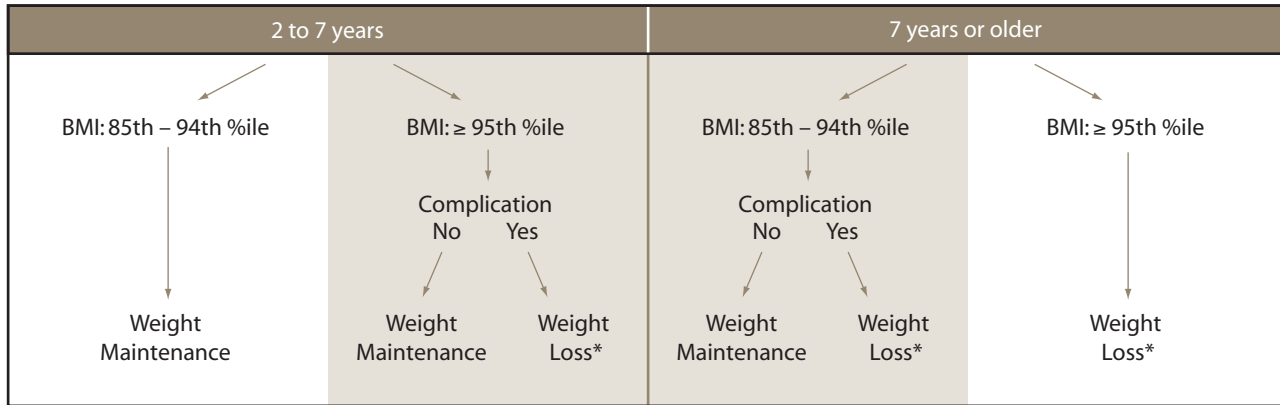 2 to 7 years
7 years or older
BMI: 85th – 94th %ile
BMI: ≥ 95th %ile
BMI: 85th – 94th %ile
BMI: ≥ 95th %ile
Complication
No Yes
Complication
No Yes
Weight
Maintenance
Weight
Maintenance
Weight
Loss*
Weight
Maintenance
Weight
Loss*
Weight
Loss*